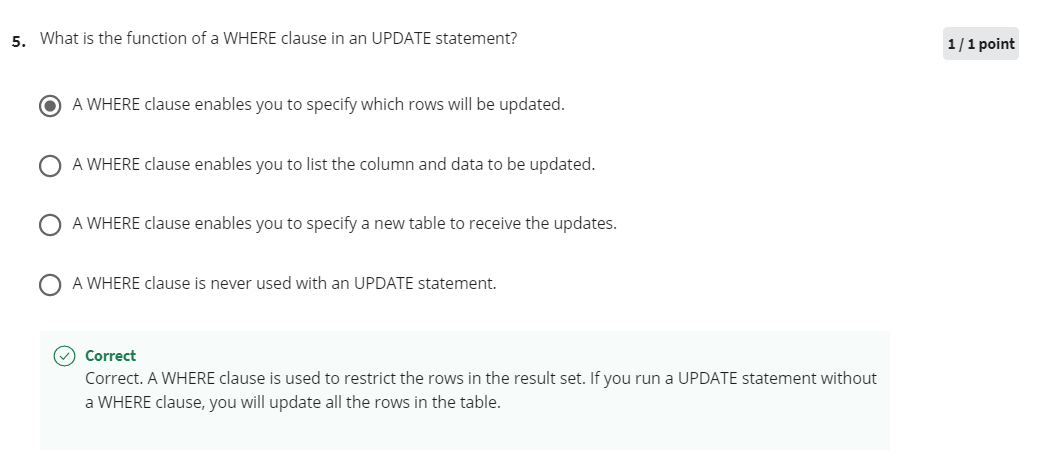 5. What is the function of a WHERE clause in an UPDATE statement?
1 / 1 point
A WHERE clause enables you to specify which rows will be updated.
A WHERE clause enables you to list the column and data to be updated.
A WHERE clause enables you to specify a new table to receive the updates.
A WHERE clause is never used with an UPDATE statement.
Correct
Correct. A WHERE clause is used to restrict the rows in the result set. If you run a UPDATE statement without
a WHERE clause, you will update all the rows in the table.